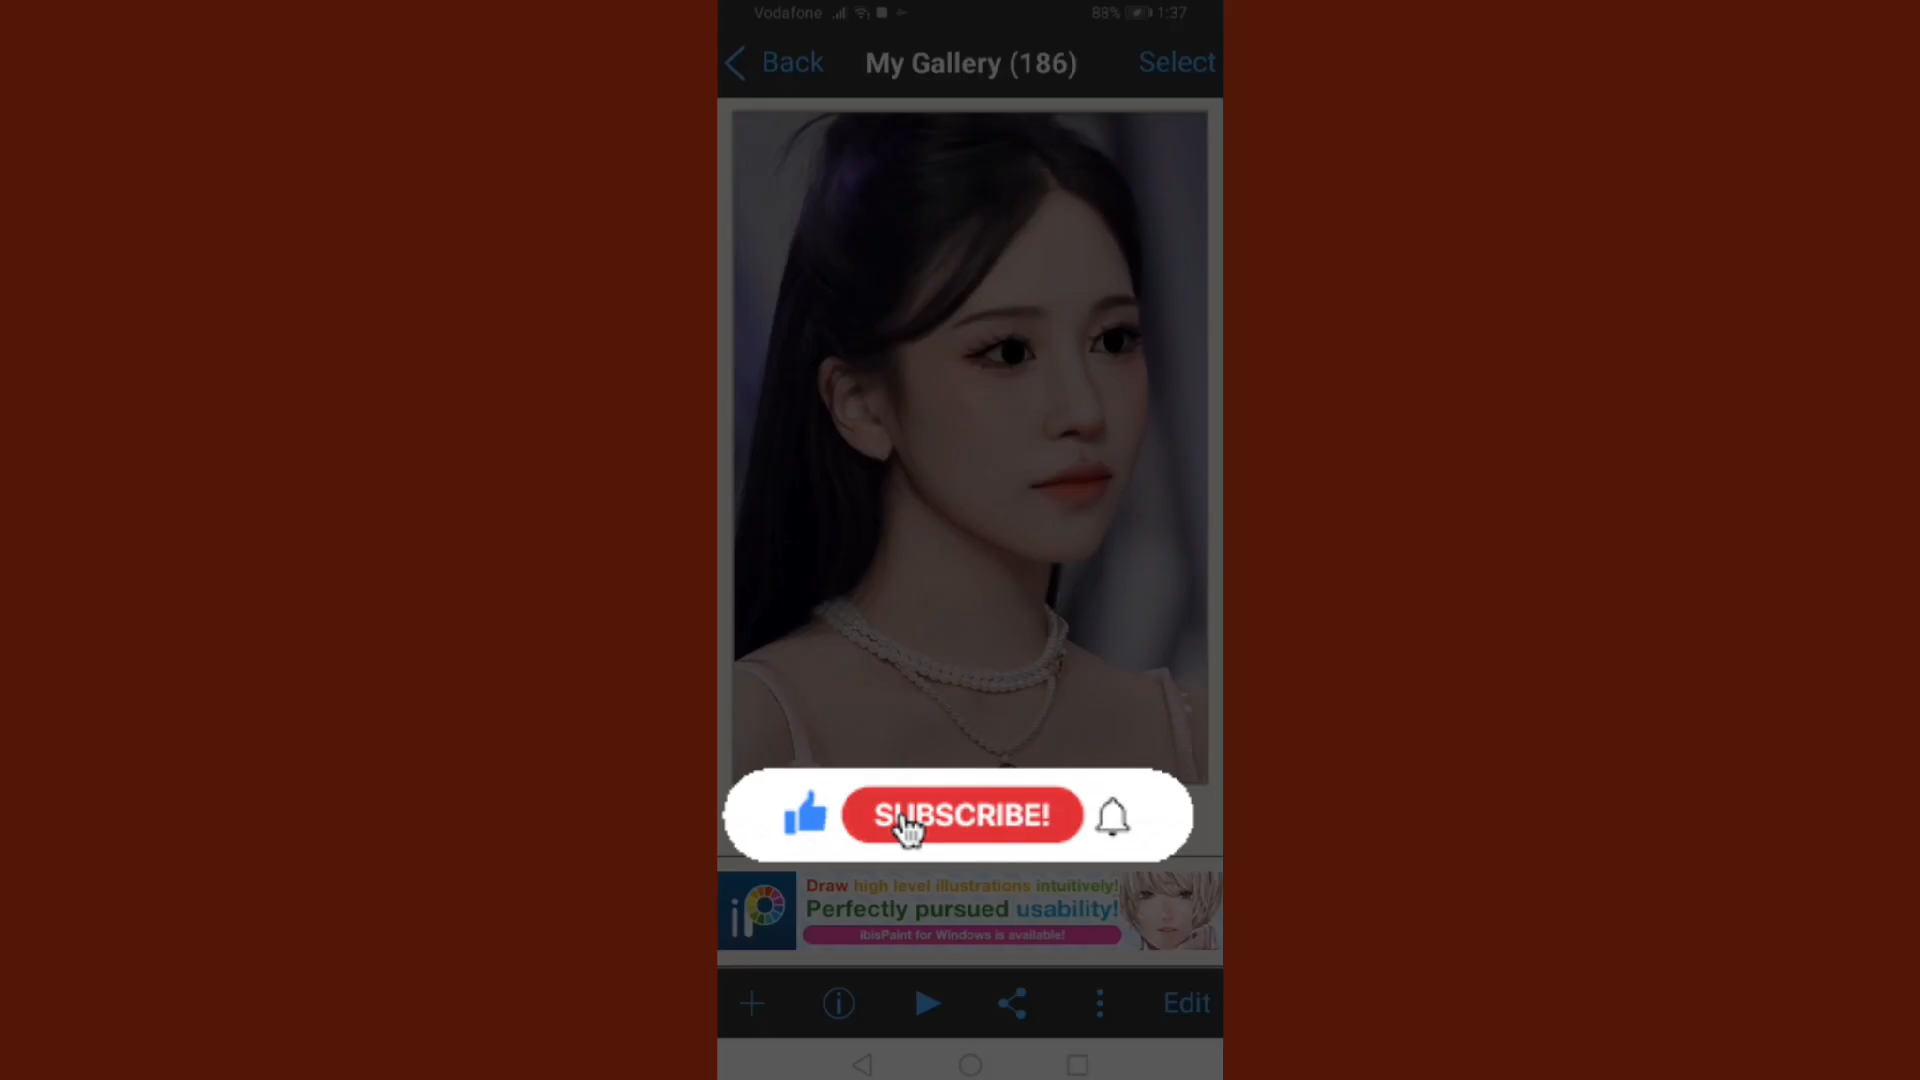 Vodafone 88% 1:37
Back My Gallery (186) Select
SUBSCRIBE!
iP Draw high level illustrations intuitively!
Perfectly pursued usability!
ibisPaint for Windows is available!
Edit